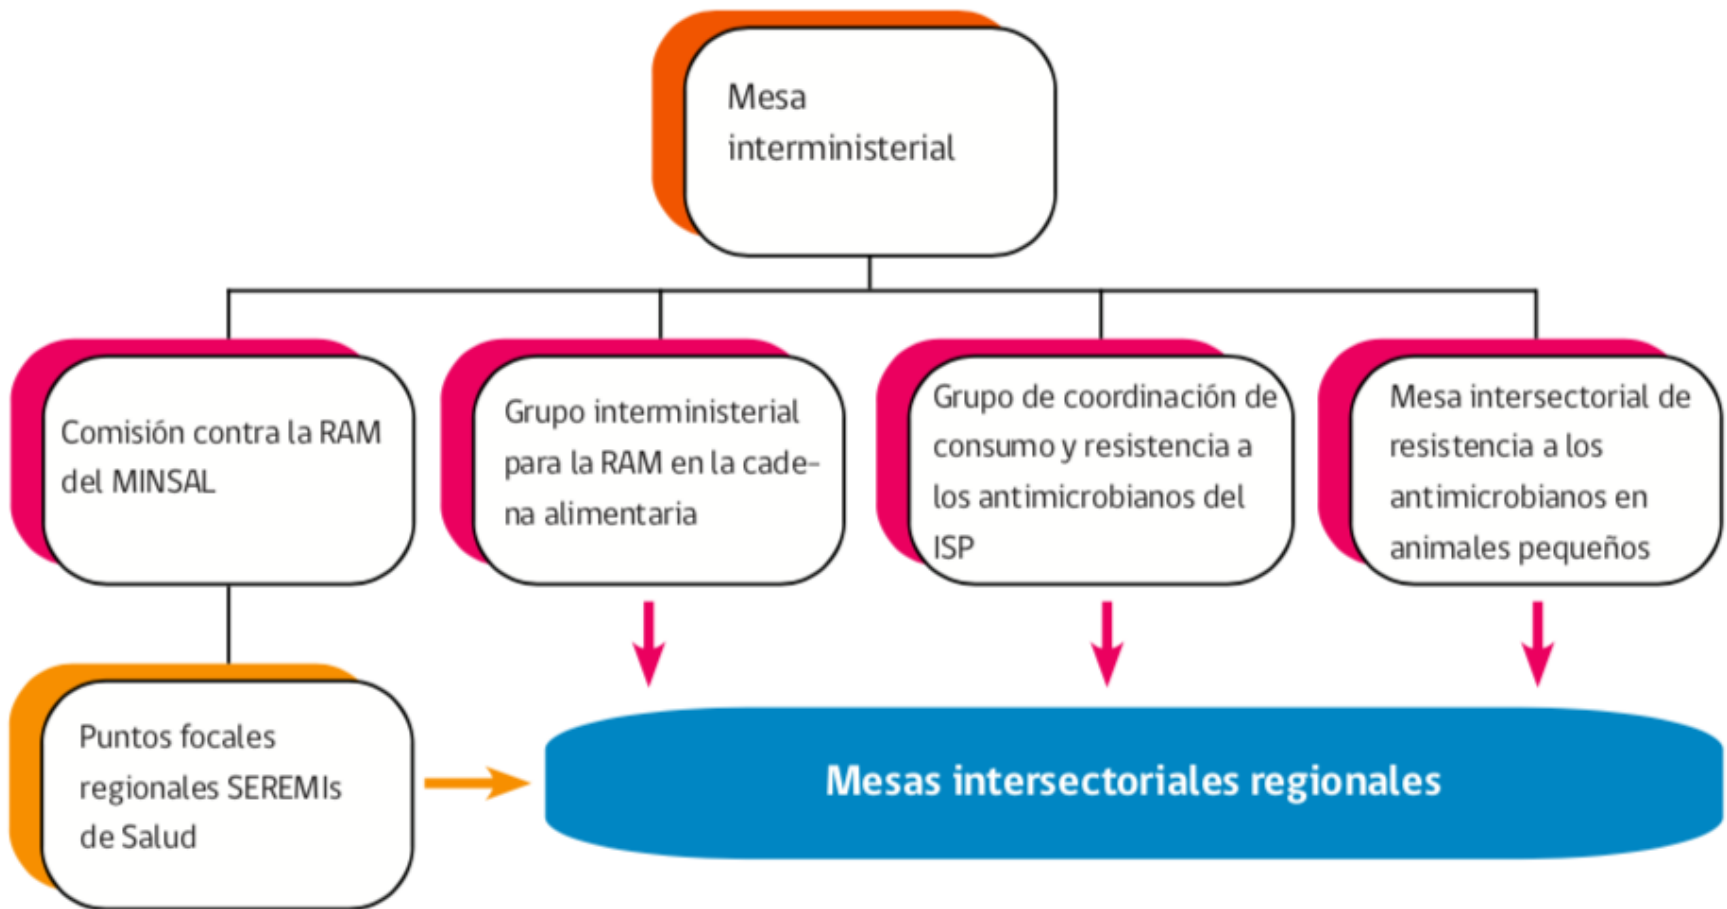 Mesa
interministerial
Comisión contra la RAM
del MINSAL
Grupo interministerial
para la RAM en la cade-
na alimentaria
Grupo de coordinación de
consumo y resistencia a
los antimicrobianos del
ISP
Mesa intersectorial de
resistencia a los
antimicrobianos en
animales pequeños
Puntos focales
regionales SEREMIs
de Salud
Mesas intersectoriales regionales